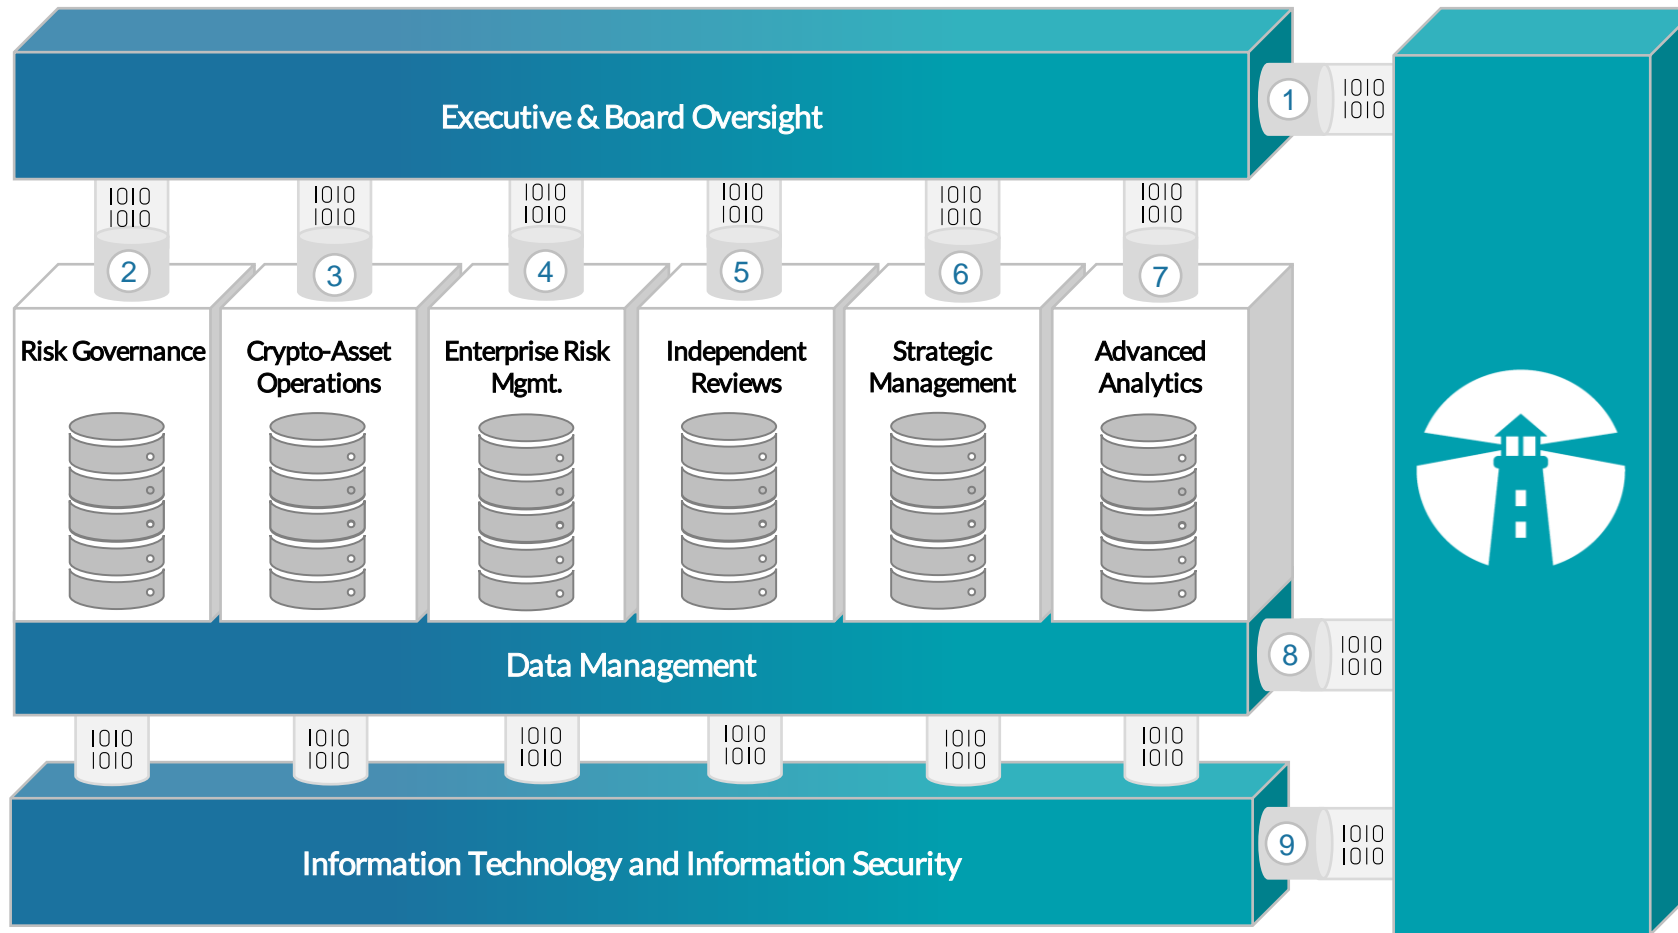 Executive & Board Oversight
1
1010
1010
1010
1010
1010
1010
1010
1010
1010
1010
1010
1010
1010
1010
2
3
4
5
6
7
Risk Governance
Crypto-Asset
Operations
Enterprise Risk
Mgmt.
Independent
Reviews
Strategic
Management
Advanced
Analytics
Data Management
8
1010
1010
1010
1010
1010
1010
1010
1010
1010
1010
1010
1010
1010
1010
Information Technology and Information Security
9
1010
1010